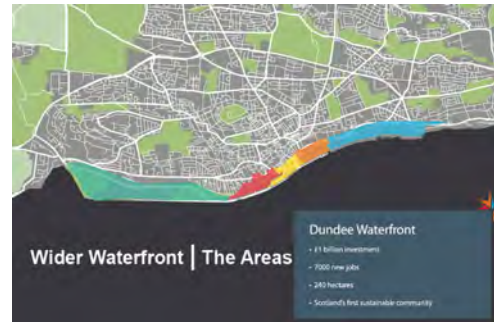 Wider Waterfront | The Areas
Dundee Waterfront
• £1 billion investment
• 7000 new jobs
• 240 hectares
• Scotland's first sustainable community